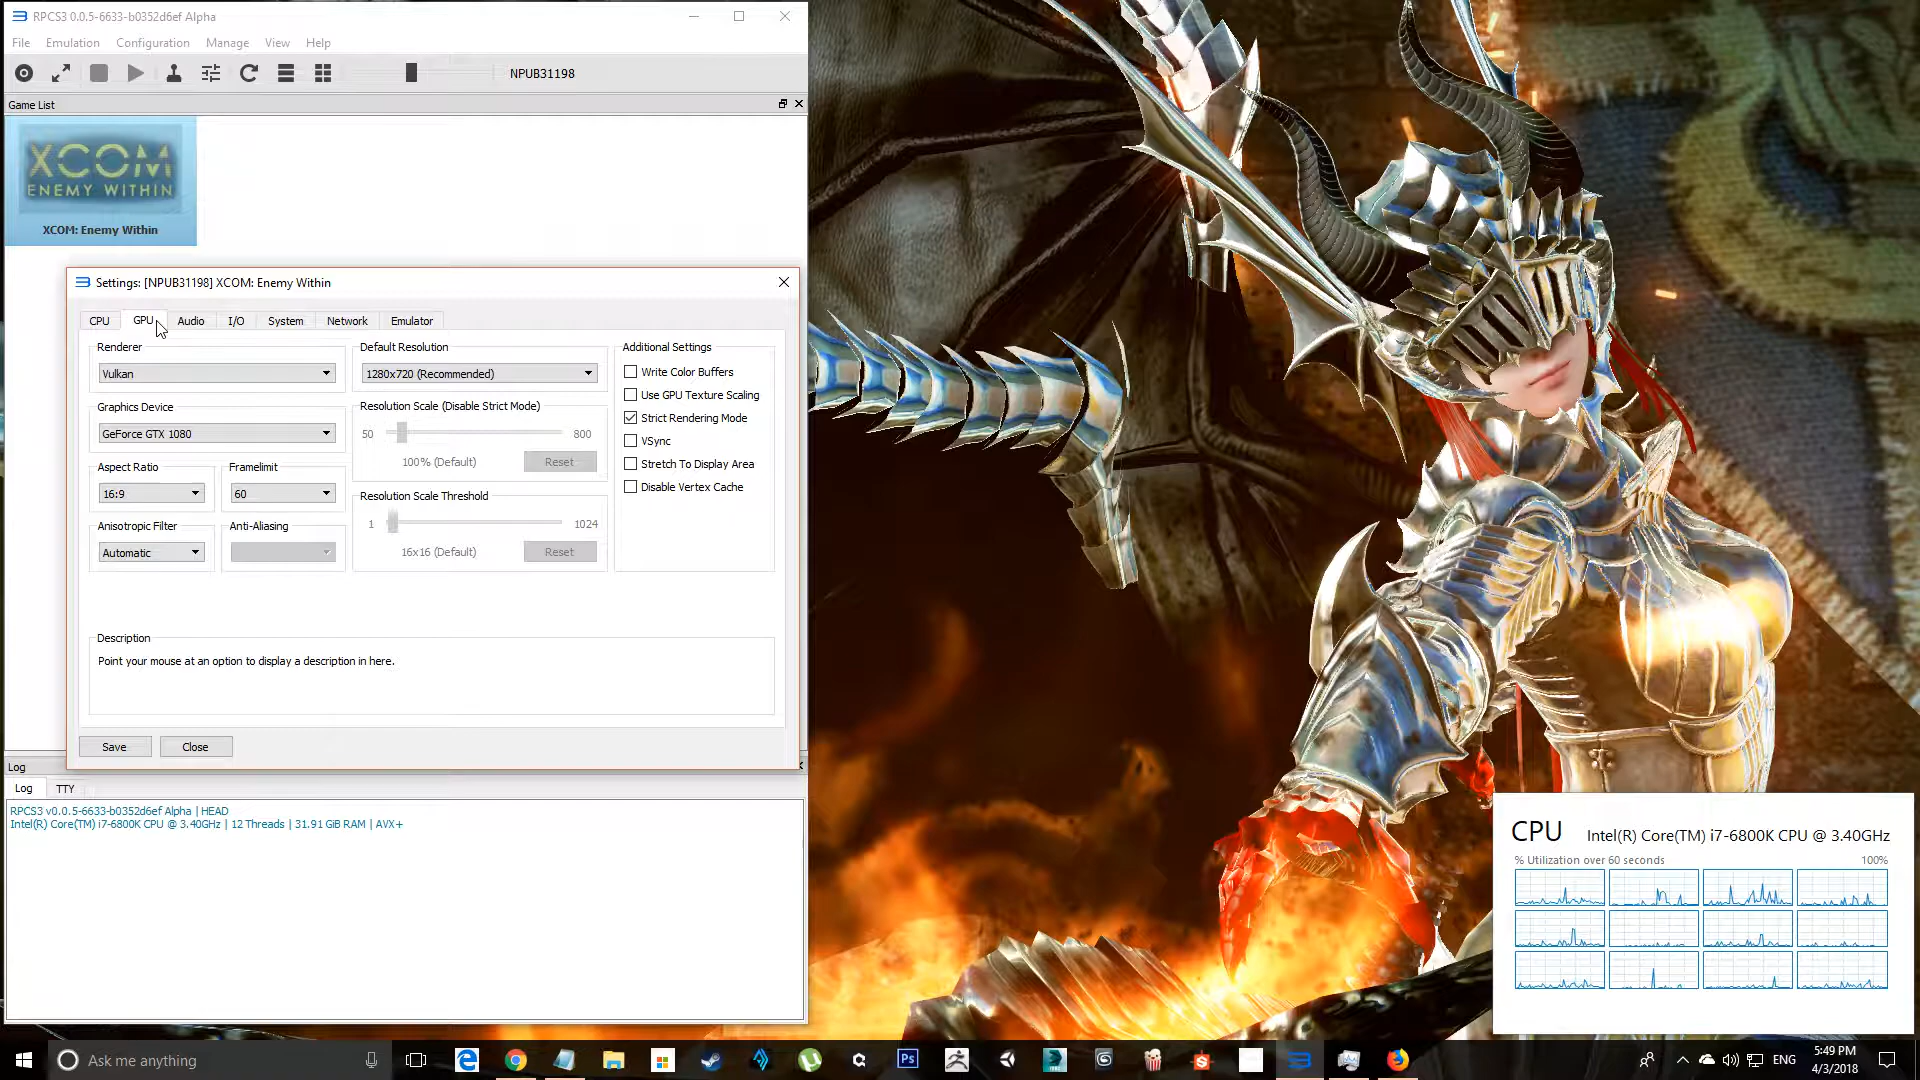 RPCS3 0.0.5-6633-b0352d6ef Alpha
File Emulation Configuration Manage View Help
NPUB31198
Game List
XCOM
ENEMY WITHIN
XCOM: Enemy Within
Settings: [NPUB31198] XCOM: Enemy Within
CPU GPU Audio I/O System Network Emulator
Renderer
Vulkan
Graphics Device
GeForce GTX 1080
Aspect Ratio Framelimit
16:9 60
Anisotropic Filter Anti-Aliasing
Automatic
Default Resolution
1280x720 (Recommended)
Resolution Scale (Disable Strict Mode)
50 800
100% (Default) Reset
Resolution Scale Threshold
1 1024
16x16 (Default) Reset
Additional Settings
Write Color Buffers
Use GPU Texture Scaling
Strict Rendering Mode
VSync
Stretch To Display Area
Disable Vertex Cache
Description
Point your mouse at an option to display a description in here.
Save Close
Log
Log TTY
RPCS3 v0.0.5-6633-b0352d6ef Alpha | HEAD
Intel(R) Core(TM) i7-6800K CPU @ 3.40GHz | 12 Threads | 31.91 GiB RAM | AVX+
CPU Intel(R) Core(TM) i7-6800K CPU @ 3.40GHz
% Utilization over 60 seconds 100%
Ask me anything
Ps
ENG
5:49 PM
4/3/2018